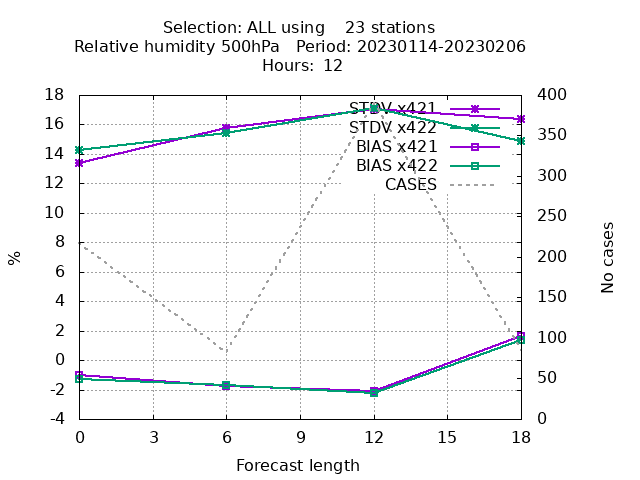 Selection: ALL using 23 stations
Relative humidity 500hPa Period: 20230114-20230206
Hours: 12
18 400
16 350
14 300
12 250
10 200
8 150
6 100
4 50
2 0
0
-2
-4
STDV x421
STDV x422
BIAS x421
BIAS x422
CASES
%
No cases
0 3 6 9 12 15 18
Forecast length